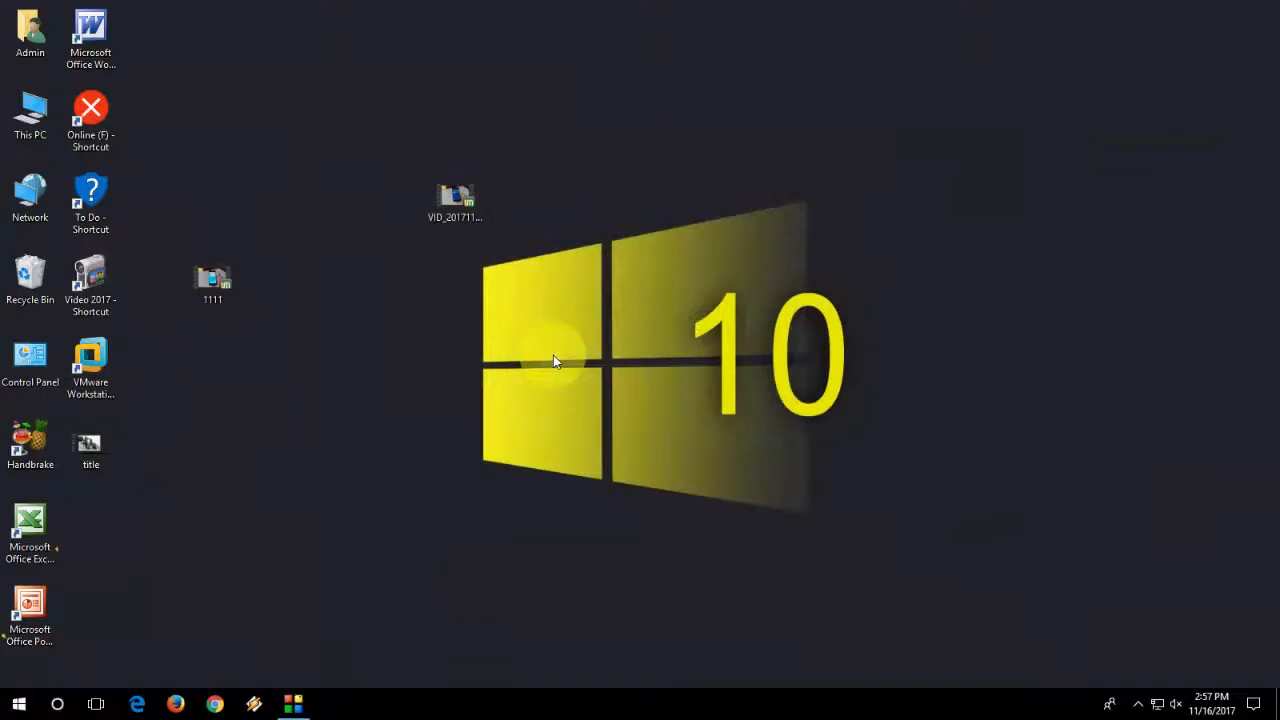 Admin
Microsoft
Office Wo...
This PC
Online (F) -
Shortcut
Network
To Do -
Shortcut
Recycle Bin
Video 2017 -
Shortcut
Control Panel
VMware
Workstati...
Handbrake
title
Microsoft
Office Exc...
Microsoft
Office Po...
1111
VID_201711...
10
2:57 PM
11/16/2017